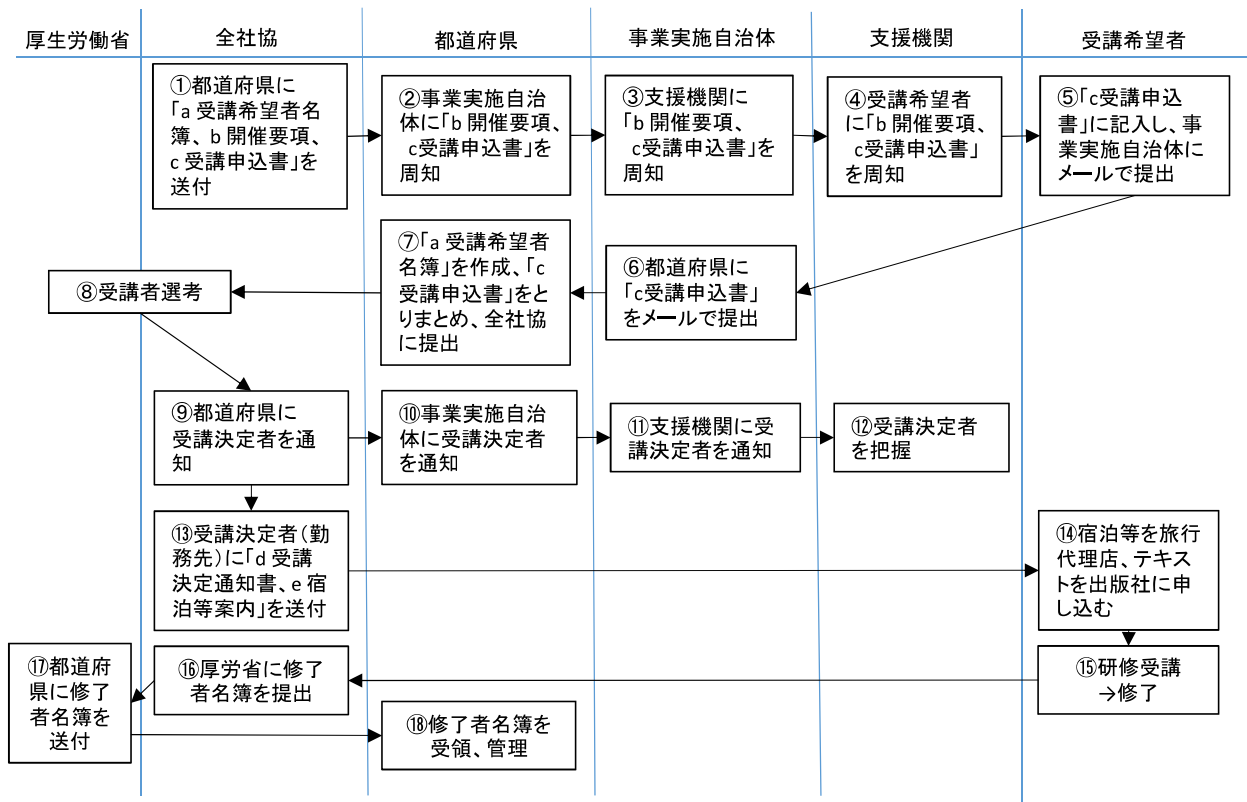 厚生労働省
全社協
都道府県
事業実施自治体
支援機関
受講希望者
①都道府県に
「a 受講希望者名
簿、b 開催要項、
c 受講申込書」を
送付
②事業実施自治
体に「b 開催要項、
c受講申込書」を
周知
③支援機関に
「b 開催要項、
c受講申込書」を
周知
④受講希望者
に「b 開催要項、
c受講申込書」
を周知
⑤「c受講申込
書」に記入し、事
業実施自治体に
メールで提出
⑥都道府県に
「c受講申込書」
をメールで提出
⑦「a 受講希望者
名簿」を作成、「c
受講申込書」をと
りまとめ、全社協
に提出
⑧受講者選考
⑨都道府県に
受講決定者を通
知
⑩事業実施自治
体に受講決定者
を通知
⑪支援機関に受
講決定者を通知
⑫受講決定者
を把握
⑬受講決定者(勤
務先)に「d 受講
決定通知書、e 宿
泊等案内」を送付
⑭宿泊等を旅行
代理店、テキス
トを出版社に申
し込む
⑮研修受講
→修了
⑯厚労省に修了
者名簿を提出
⑰都道府
県に修了
者名簿を
送付
⑱修了者名簿を
受領、管理